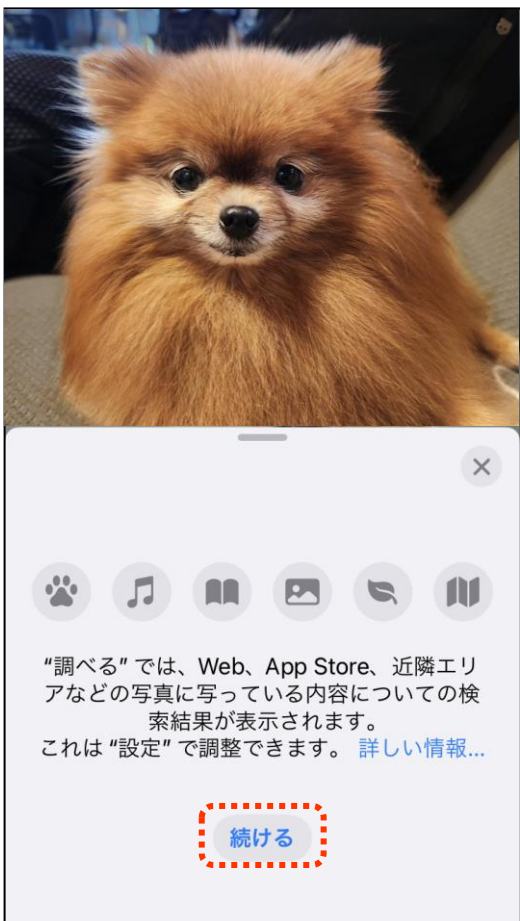 “調べる” では、Web、App Store、近隣エリ
アなどの写真に写っている内容についての検
索結果が表示されます。
これは “設定” で調整できます。 詳しい情報...
続ける